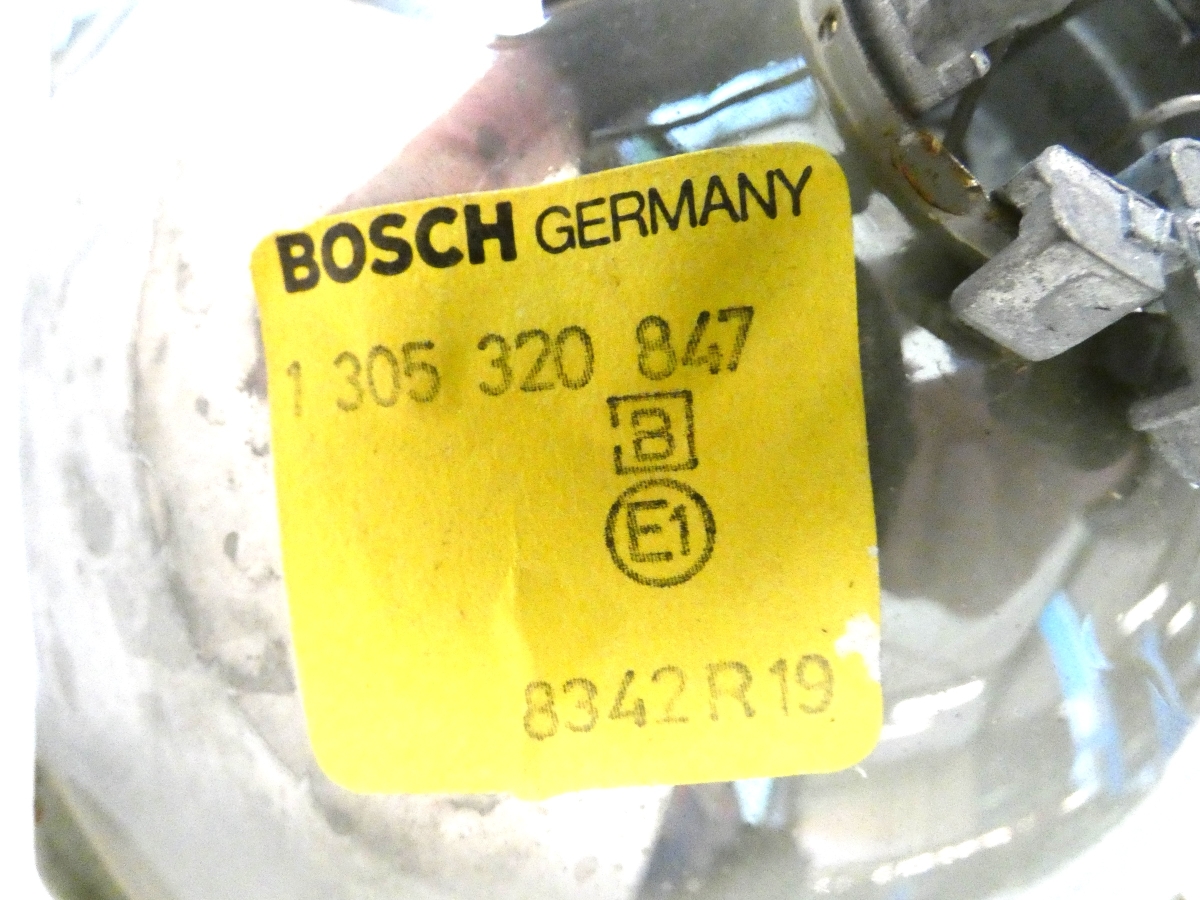 BOSCH GERMANY
1 305 320 847
B
E1
8342 R 19